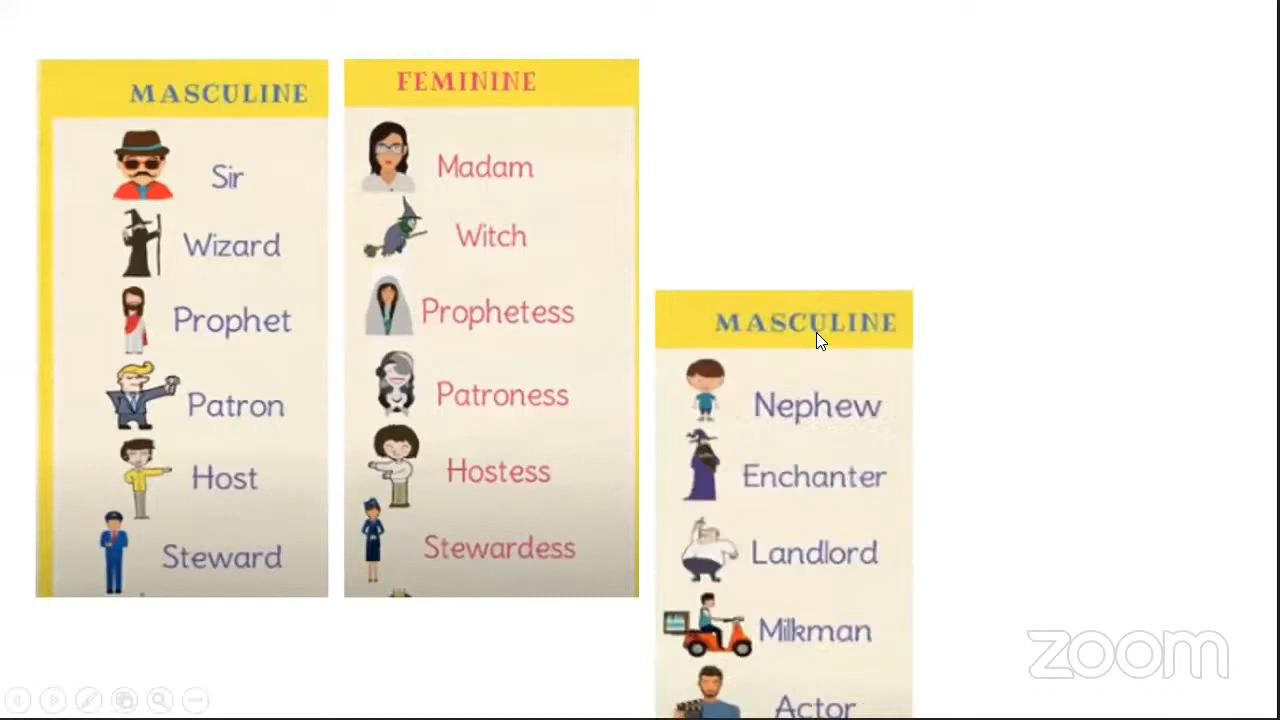 MASCULINE
Sir
Wizard
Prophet
Patron
Host
Steward
FEMININE
Madam
Witch
Prophetess
Patroness
Hostess
Stewardess
MASCULINE
Nephew
Enchanter
Landlord
Milkman
Actor
zoom